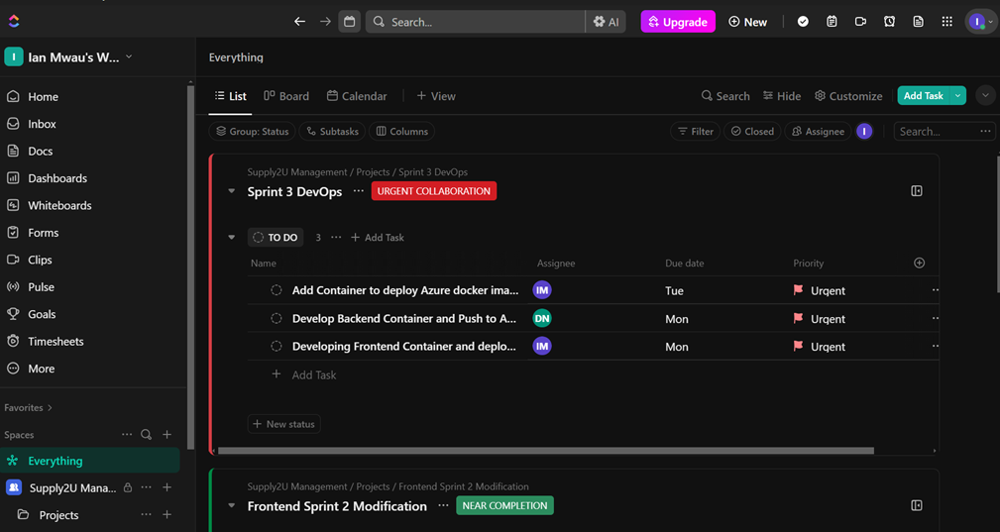 Search...
AI
Upgrade
New
I
I
Ian Mwau's W...
Everything
Home
Inbox
Docs
Dashboards
Whiteboards
Forms
Clips
Pulse
Goals
Timesheets
More
Favorites
Spaces
Everything
Supply2U Mana...
Projects
List
Board
Calendar
View
Search
Hide
Customize
Add Task
Group: Status
Subtasks
Columns
Filter
Closed
Assignee
I
Search...
Supply2U Management / Projects / Sprint 3 DevOps
Sprint 3 DevOps
URGENT COLLABORATION
TO DO
3
Add Task
Name
Assignee
Due date
Priority
Add Container to deploy Azure docker ima... IM Tue Urgent
Develop Backend Container and Push to A... DN Mon Urgent
Developing Frontend Container and deplo... IM Mon Urgent
Add Task
New status
Supply2U Management / Projects / Frontend Sprint 2 Modification
Frontend Sprint 2 Modification
NEAR COMPLETION